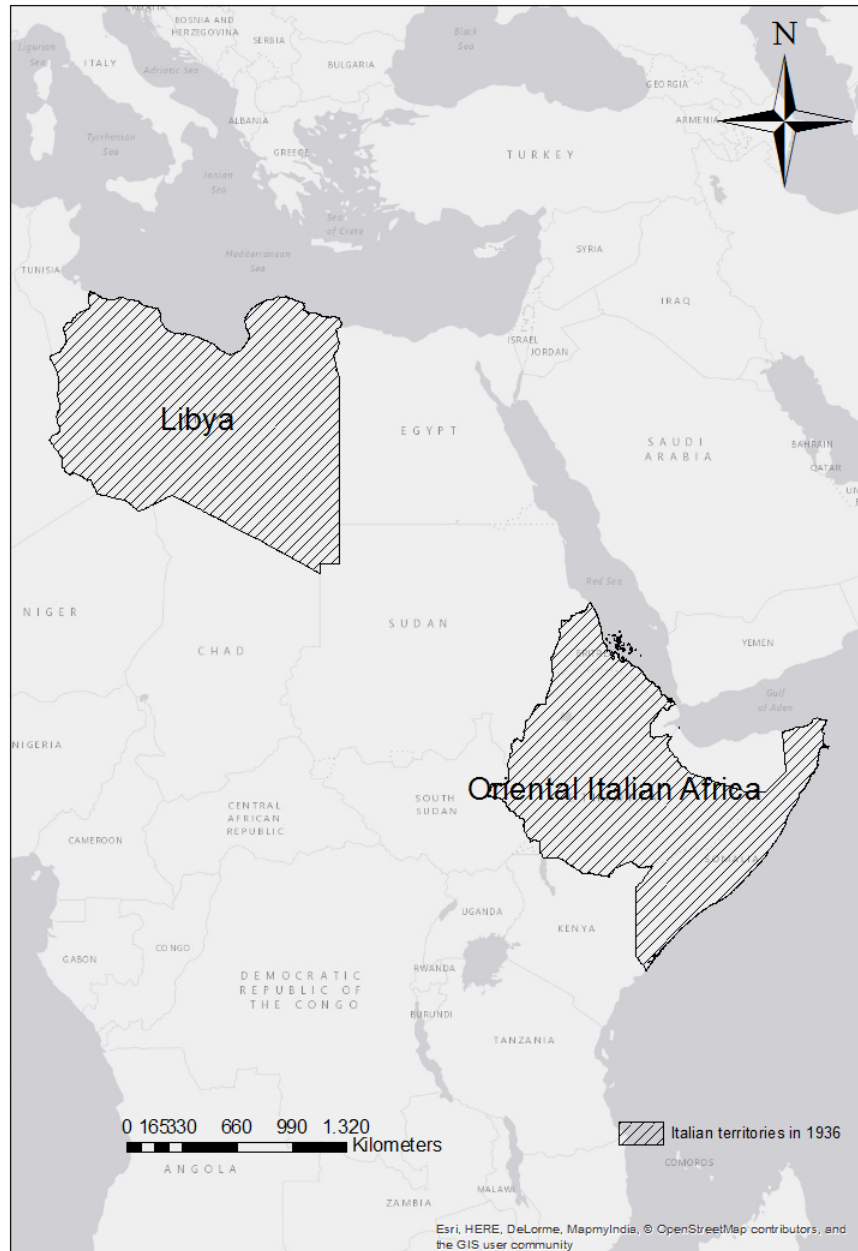 CROATIA
BOSNIA AND
HERZEGOVINA
SERBIA
Ligurian
Sea
ITALY
Adriatic Sea
BULGARIA
Black
Sea
N
GEORGIA
ALBANIA
ARMENIA
Tyrrhenian
Sea
GREECE
TURKEY
Ionian
Sea
Sea
of Crete
Mediterranean
Sea
SYRIA
TUNISIA
IRAQ
ISRAEL
JORDAN
Libya
EGYPT
SAUDI
ARABIA
BAHRAIN
QATAR
Red Sea
NIGER
SUDAN
CHAD
YEMEN
Gulf
of Aden
NIGERIA
Oriental Italian Africa
SOUTH
SUDAN
CENTRAL
AFRICAN
REPUBLIC
CAMEROON
SOMALIA
UGANDA
KENYA
GABON
CONGO
DEMOCRATIC
REPUBLIC OF
THE CONGO
RWANDA
BURUNDI
TANZANIA
0 165 330 660 990 1.320
Kilometers
Italian territories in 1936
ANGOLA
COMOROS
MALAWI
ZAMBIA
Esri, HERE, DeLorme, MapmyIndia, © OpenStreetMap contributors, and
the GIS user community